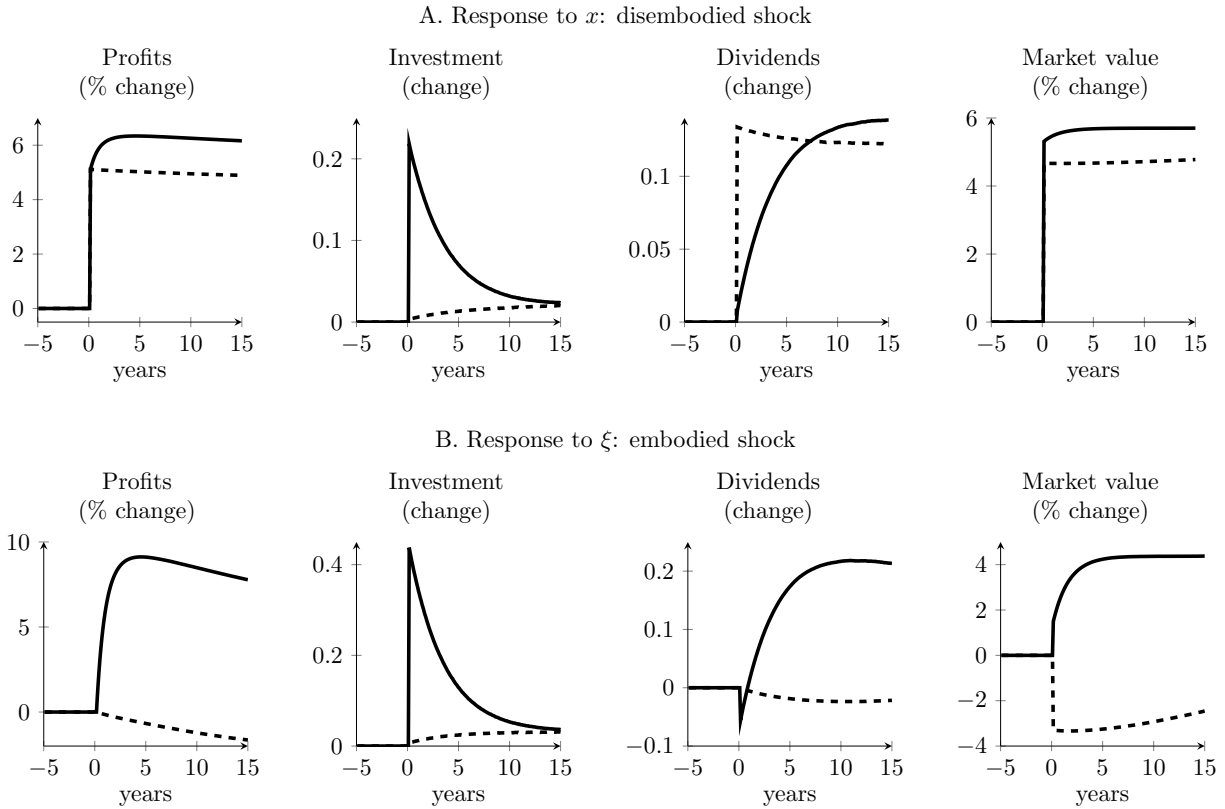 A. Response to x: disembodied shock
Profits
(% change)
Investment
(change)
Dividends
(change)
Market value
(% change)
6
4
2
0
−5 0 5 10 15
years
0.2
0.1
0
−5 0 5 10 15
years
0.1
0.05
0
−5 0 5 10 15
years
6
4
2
0
−5 0 5 10 15
years
B. Response to ξ: embodied shock
Profits
(% change)
Investment
(change)
Dividends
(change)
Market value
(% change)
10
5
0
−5 0 5 10 15
years
0.4
0.2
0
−5 0 5 10 15
years
0.2
0.1
0
−0.1
−5 0 5 10 15
years
4
2
0
−2
−4
−5 0 5 10 15
years